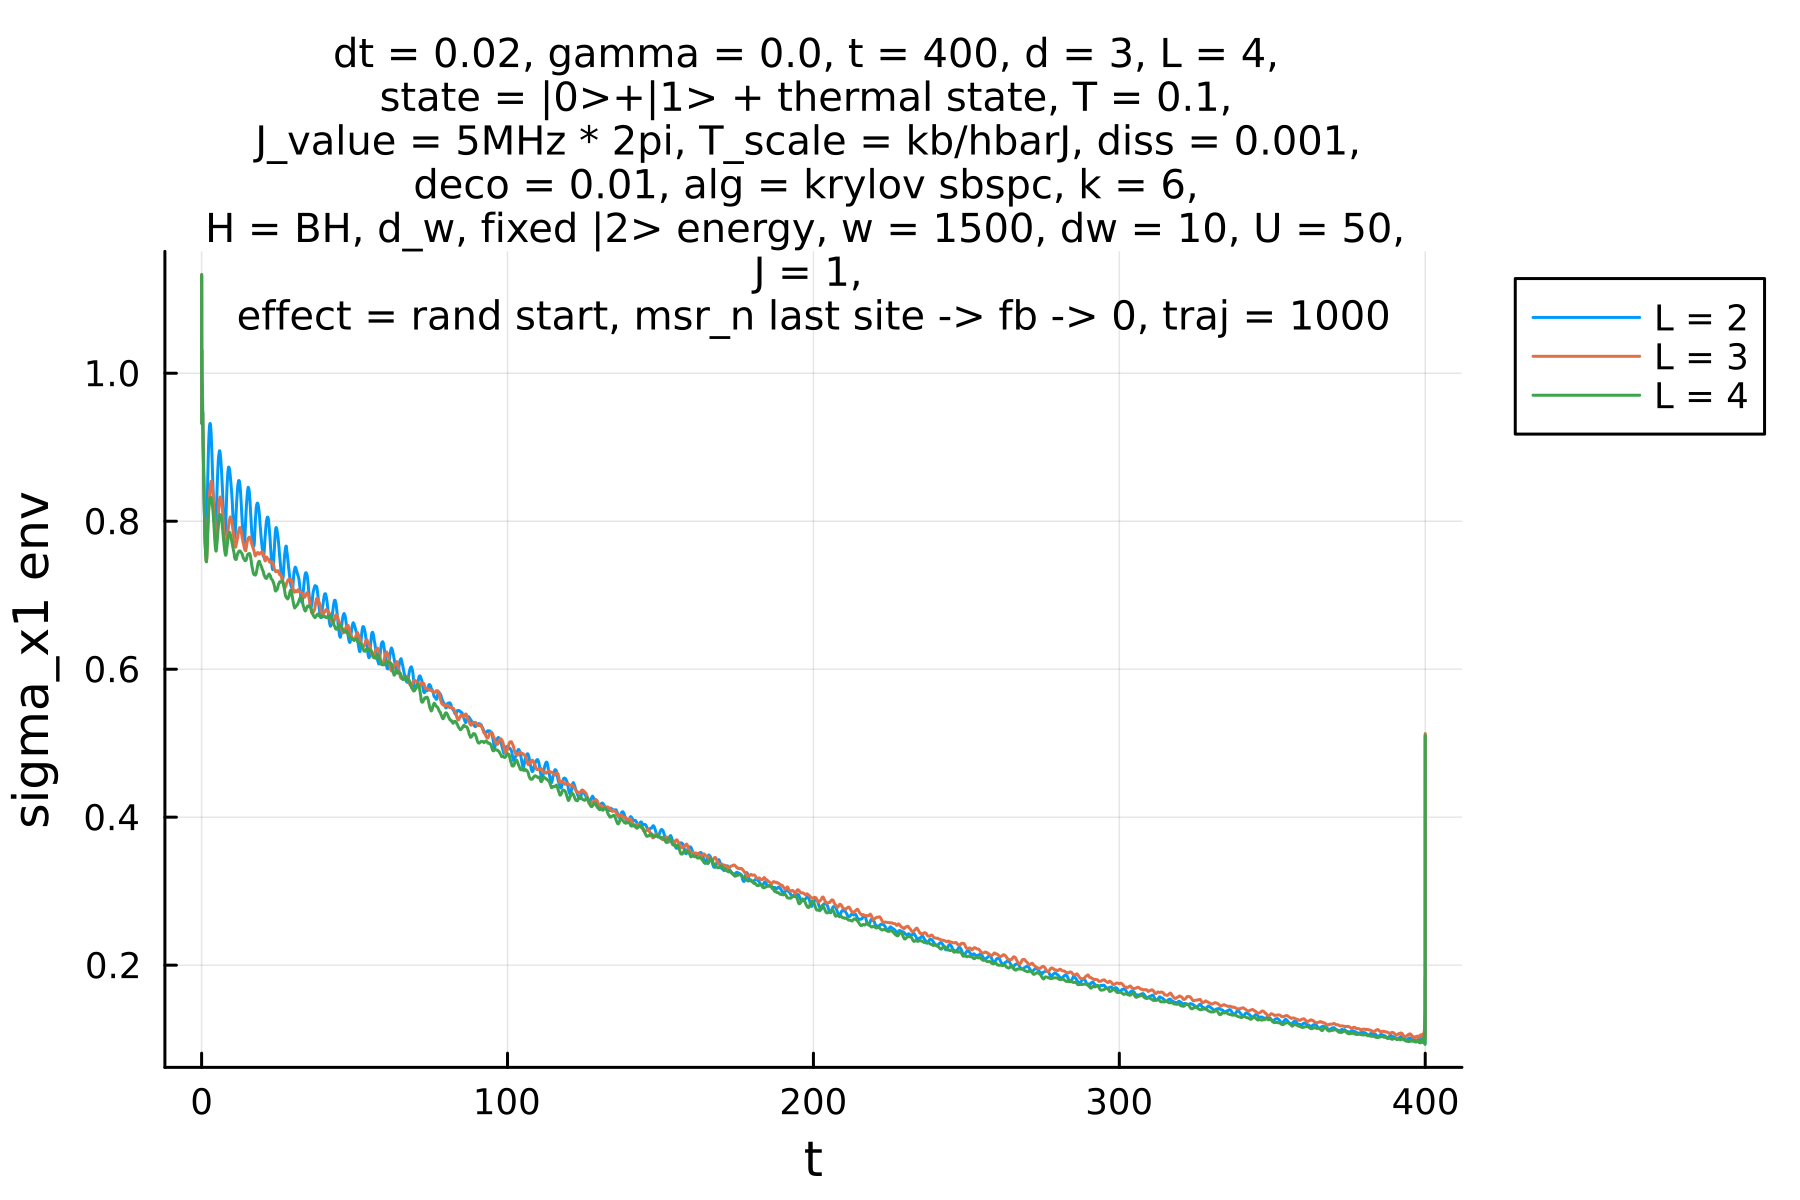 dt = 0.02, gamma = 0.0, t = 400, d = 3, L = 4,
state = |0>+|1> + thermal state, T = 0.1,
J_value = 5MHz * 2pi, T_scale = kb/hbarJ, diss = 0.001,
deco = 0.01, alg = krylov sbspc, k = 6,
H = BH, d_w, fixed |2> energy, w = 1500, dw = 10, U = 50,
J = 1,
effect = rand start, msr_n last site -> fb -> 0, traj = 1000
L = 2
L = 3
L = 4
1.0
0.8
0.6
0.4
0.2
sigma_x1 env
0 100 200 300 400
t